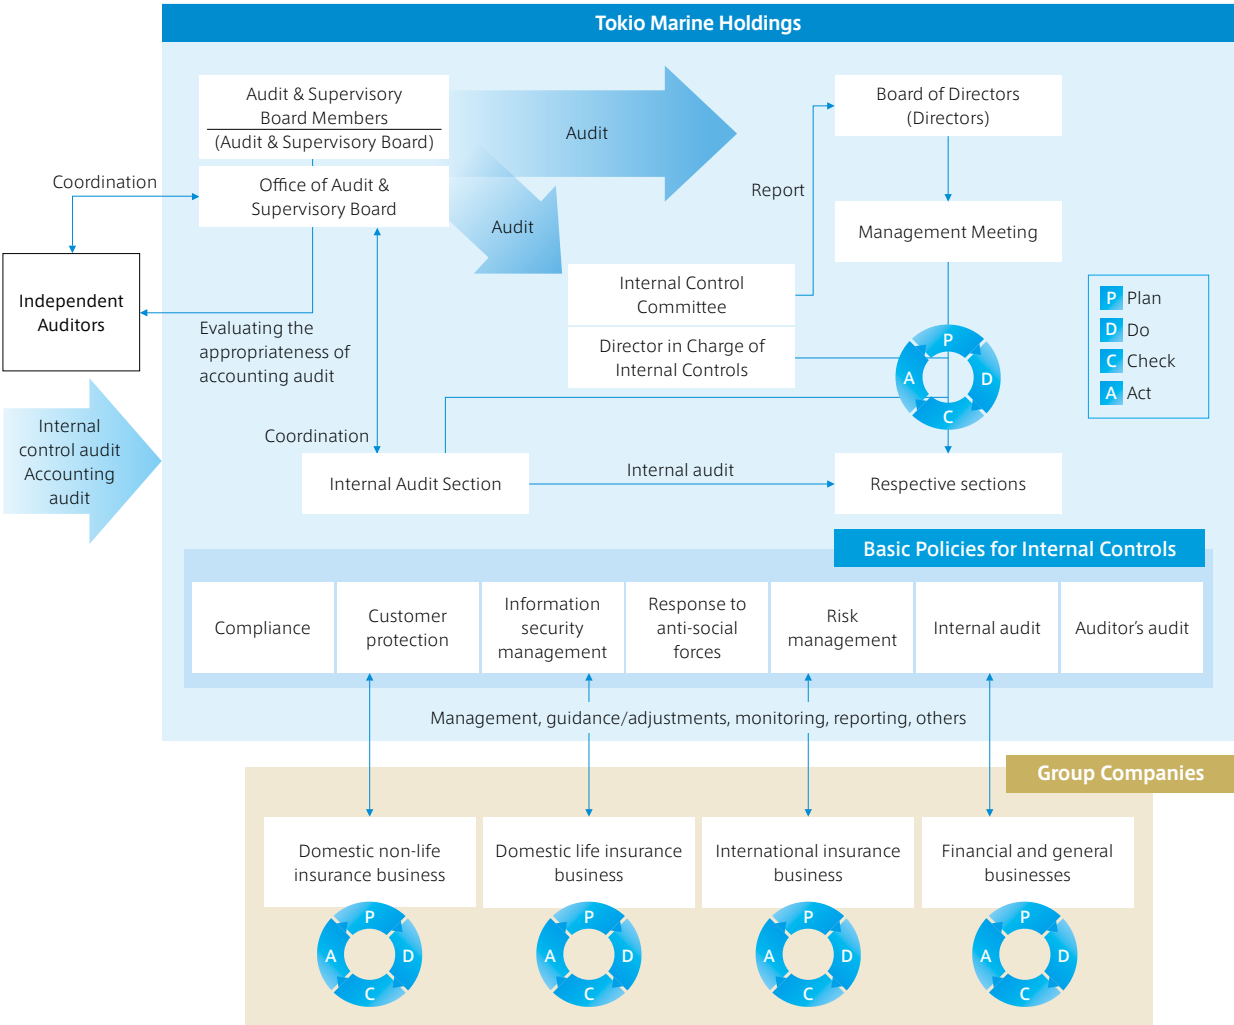 Tokio Marine Holdings
Audit & Supervisory
Board Members
(Audit & Supervisory Board)
Office of Audit &
Supervisory Board
Audit
Audit
Board of Directors
(Directors)
Report
Management Meeting
Coordination
Independent
Auditors
Evaluating the
appropriateness of
accounting audit
Internal Control
Committee
Director in Charge of
Internal Controls
P
D
C
A
P Plan
D Do
C Check
A Act
Internal
control audit
Accounting
audit
Coordination
Internal Audit Section
Internal audit
Respective sections
Basic Policies for Internal Controls
Compliance
Customer
protection
Information
security
management
Response to
anti-social
forces
Risk
management
Internal audit
Auditor's audit
Management, guidance/adjustments, monitoring, reporting, others
Group Companies
Domestic non-life
insurance business
P
D
C
A
Domestic life insurance
business
P
D
C
A
International insurance
business
P
D
C
A
Financial and general
businesses
P
D
C
A